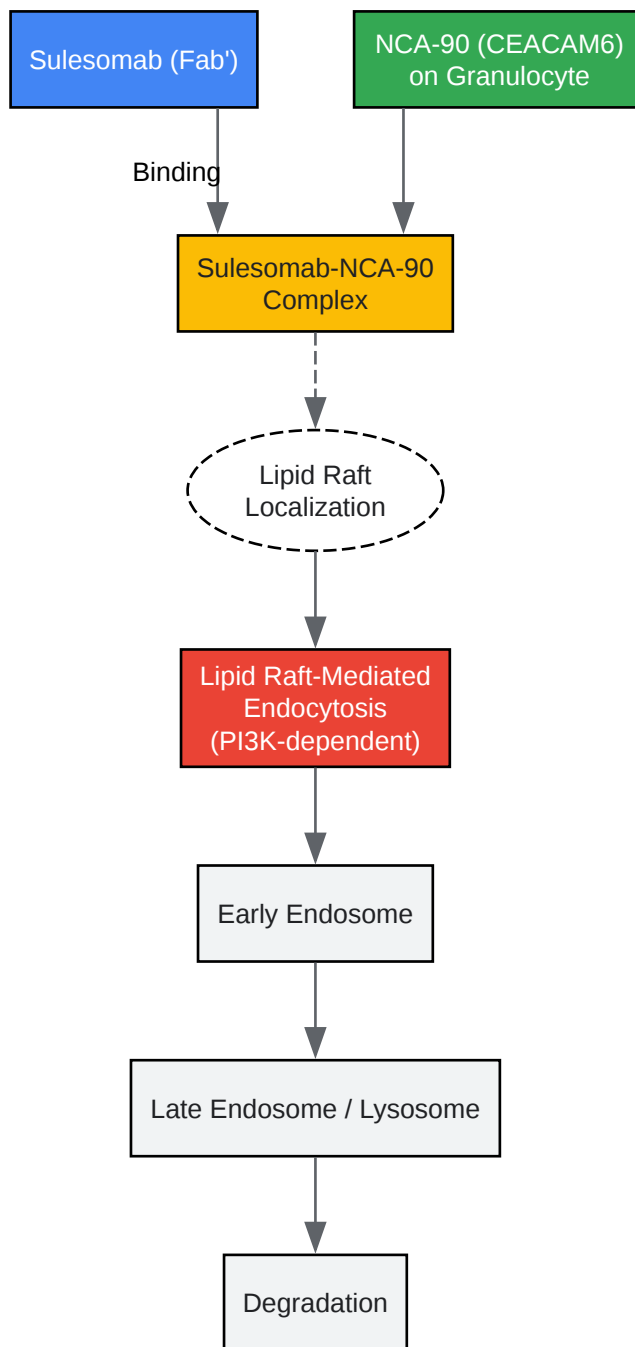 Sulesomab (Fab')
NCA-90 (CEACAM6)
on Granulocyte
Binding
Sulesomab-NCA-90
Complex
Lipid Raft
Localization
Lipid Raft-Mediated
Endocytosis
(PI3K-dependent)
Early Endosome
Late Endosome / Lysosome
Degradation